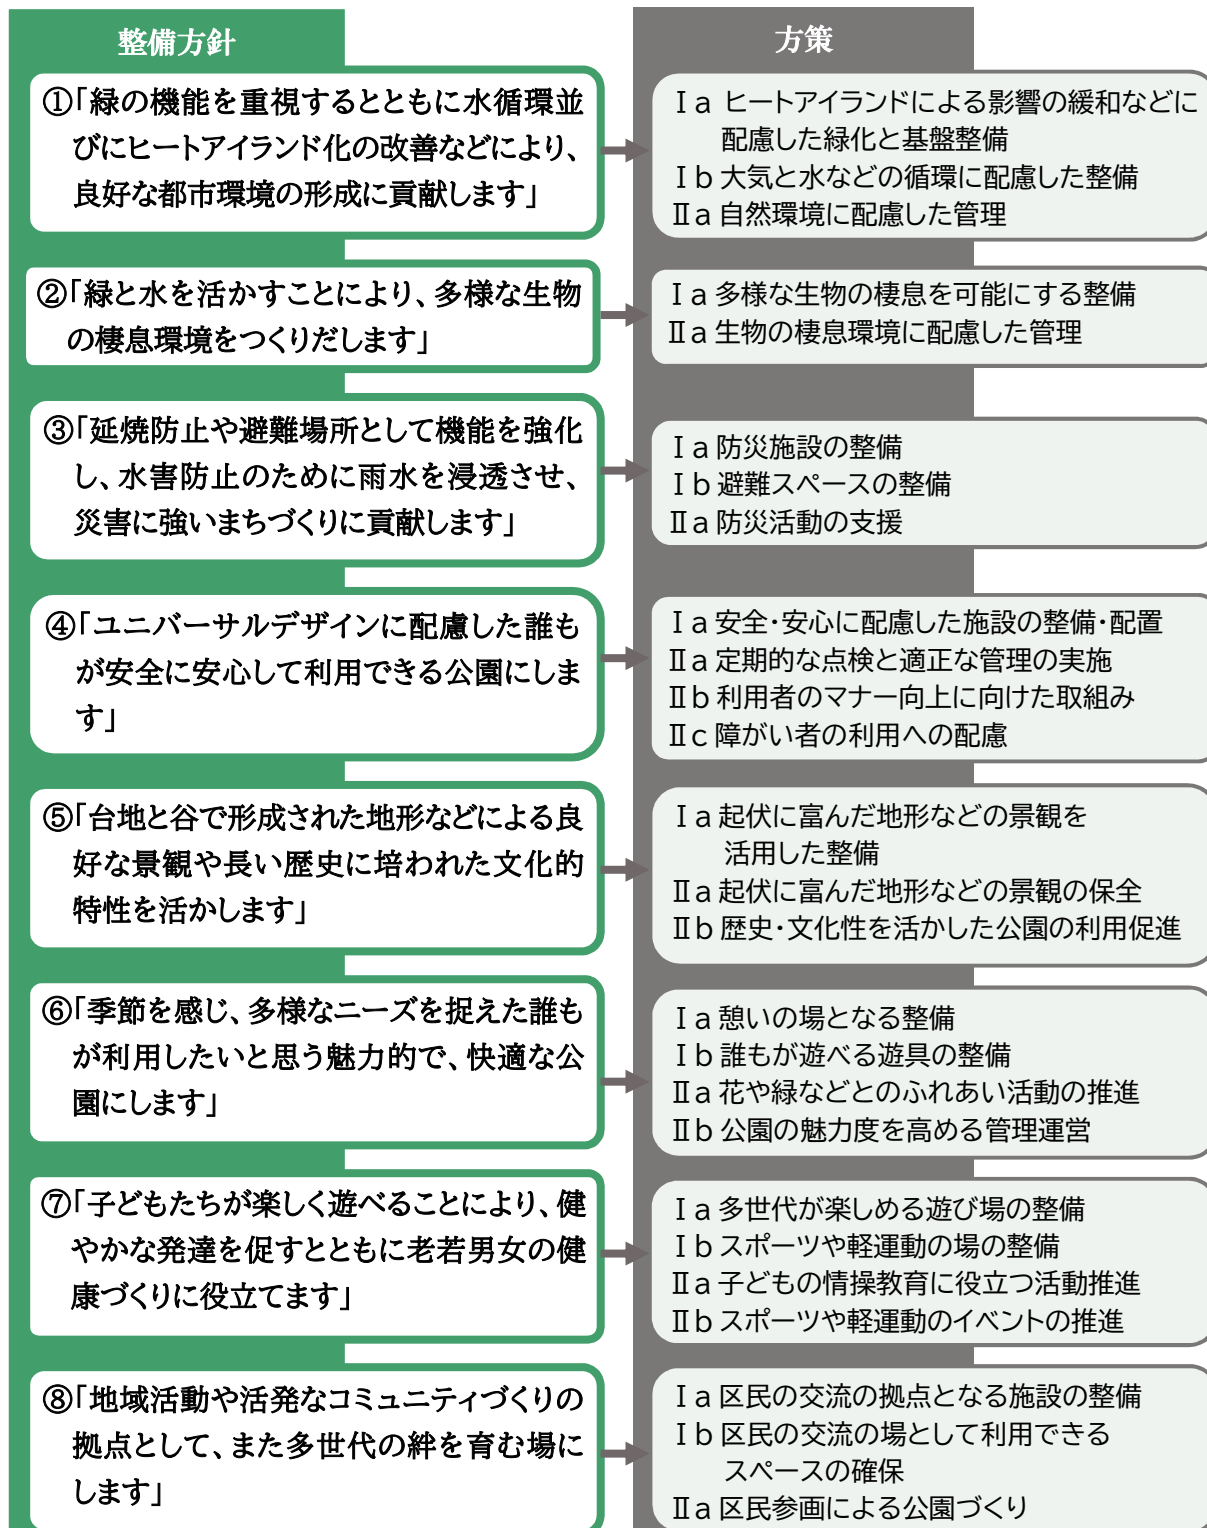 整備方針
方策
①「緑の機能を重視するとともに水循環並
びにヒートアイランド化の改善などにより、
良好な都市環境の形成に貢献します」
Ⅰa ヒートアイランドによる影響の緩和などに
配慮した緑化と基盤整備
Ⅰb 大気と水などの循環に配慮した整備
Ⅱa 自然環境に配慮した管理
②「緑と水を活かすことにより、多様な生物
の棲息環境をつくりだします」
Ⅰa 多様な生物の棲息を可能にする整備
Ⅱa 生物の棲息環境に配慮した管理
③「延焼防止や避難場所として機能を強化
し、水害防止のために雨水を浸透させ、
災害に強いまちづくりに貢献します」
Ⅰa 防災施設の整備
Ⅰb 避難スペースの整備
Ⅱa 防災活動の支援
④「ユニバーサルデザインに配慮した誰も
が安全に安心して利用できる公園にしま
す」
Ⅰa 安全・安心に配慮した施設の整備・配置
Ⅱa 定期的な点検と適正な管理の実施
Ⅱb 利用者のマナー向上に向けた取組み
Ⅱc 障がい者の利用への配慮
⑤「台地と谷で形成された地形などによる良
好な景観や長い歴史に培われた文化的
特性を活かします」
Ⅰa 起伏に富んだ地形などの景観を
活用した整備
Ⅱa 起伏に富んだ地形などの景観の保全
Ⅱb 歴史・文化性を活かした公園の利用促進
⑥「季節を感じ、多様なニーズを捉えた誰も
が利用したいと思う魅力的で、快適な公
園にします」
Ⅰa 憩いの場となる整備
Ⅰb 誰もが遊べる遊具の整備
Ⅱa 花や緑などとのふれあい活動の推進
Ⅱb 公園の魅力度を高める管理運営
⑦「子どもたちが楽しく遊べることにより、健
やかな発達を促すとともに老若男女の健
康づくりに役立てます」
Ⅰa 多世代が楽しめる遊び場の整備
Ⅰb スポーツや軽運動の場の整備
Ⅱa 子どもの情操教育に役立つ活動推進
Ⅱb スポーツや軽運動のイベントの推進
⑧「地域活動や活発なコミュニティづくりの
拠点として、また多世代の絆を育む場に
します」
Ⅰa 区民の交流の拠点となる施設の整備
Ⅰb 区民の交流の場として利用できる
スペースの確保
Ⅱa 区民参画による公園づくり